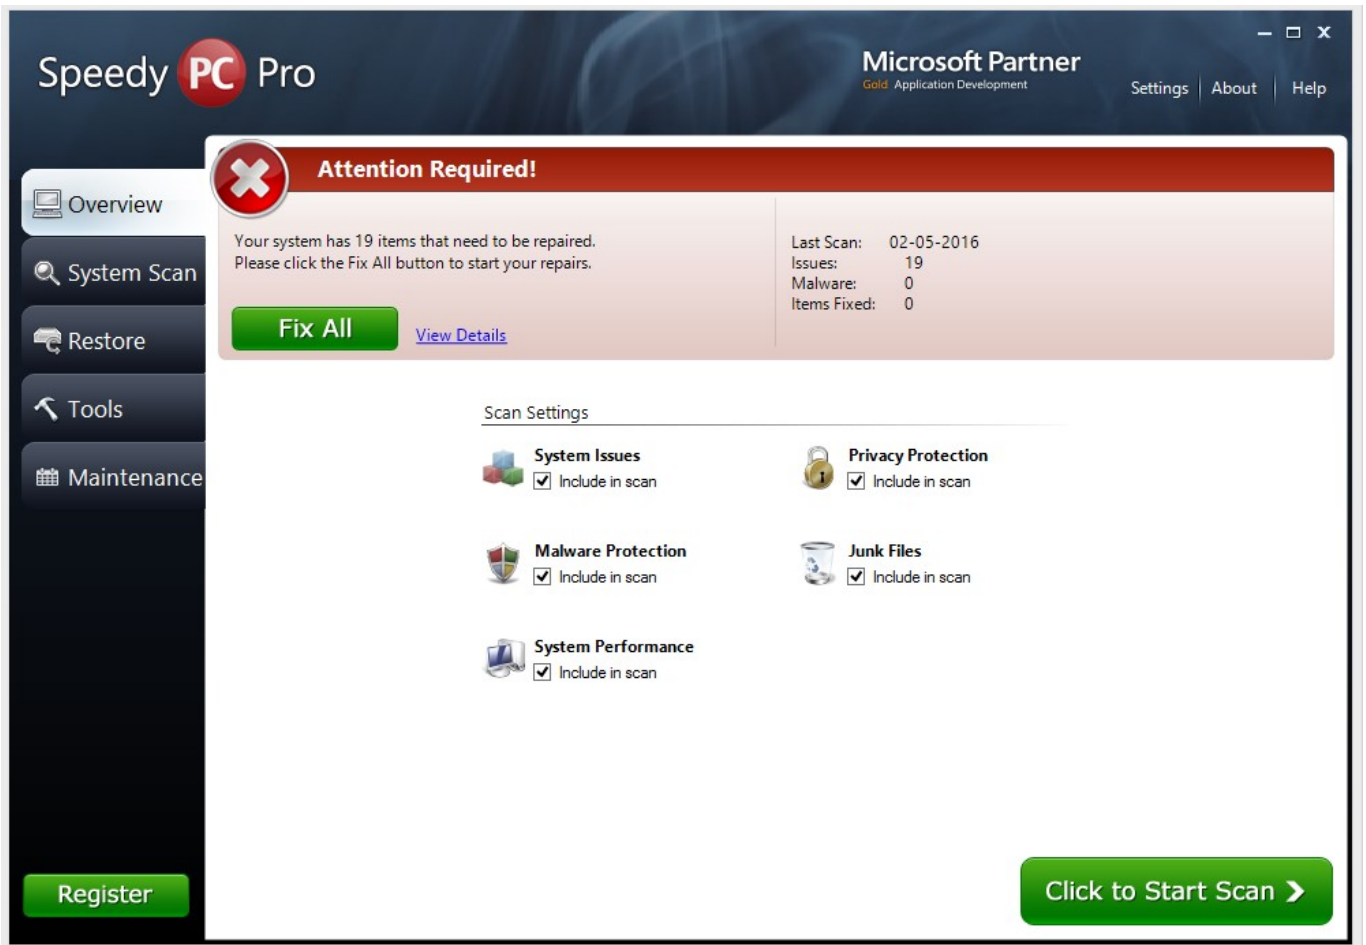 Speedy PC Pro
Microsoft Partner
Gold Application Development
Settings
About
Help
Overview
System Scan
Restore
Tools
Maintenance
Register
Attention Required!
Your system has 19 items that need to be repaired.
Please click the Fix All button to start your repairs.
Fix All
View Details
Last Scan: 02-05-2016
Issues: 19
Malware: 0
Items Fixed: 0
Scan Settings
System Issues
Include in scan
Privacy Protection
Include in scan
Malware Protection
Include in scan
Junk Files
Include in scan
System Performance
Include in scan
Click to Start Scan